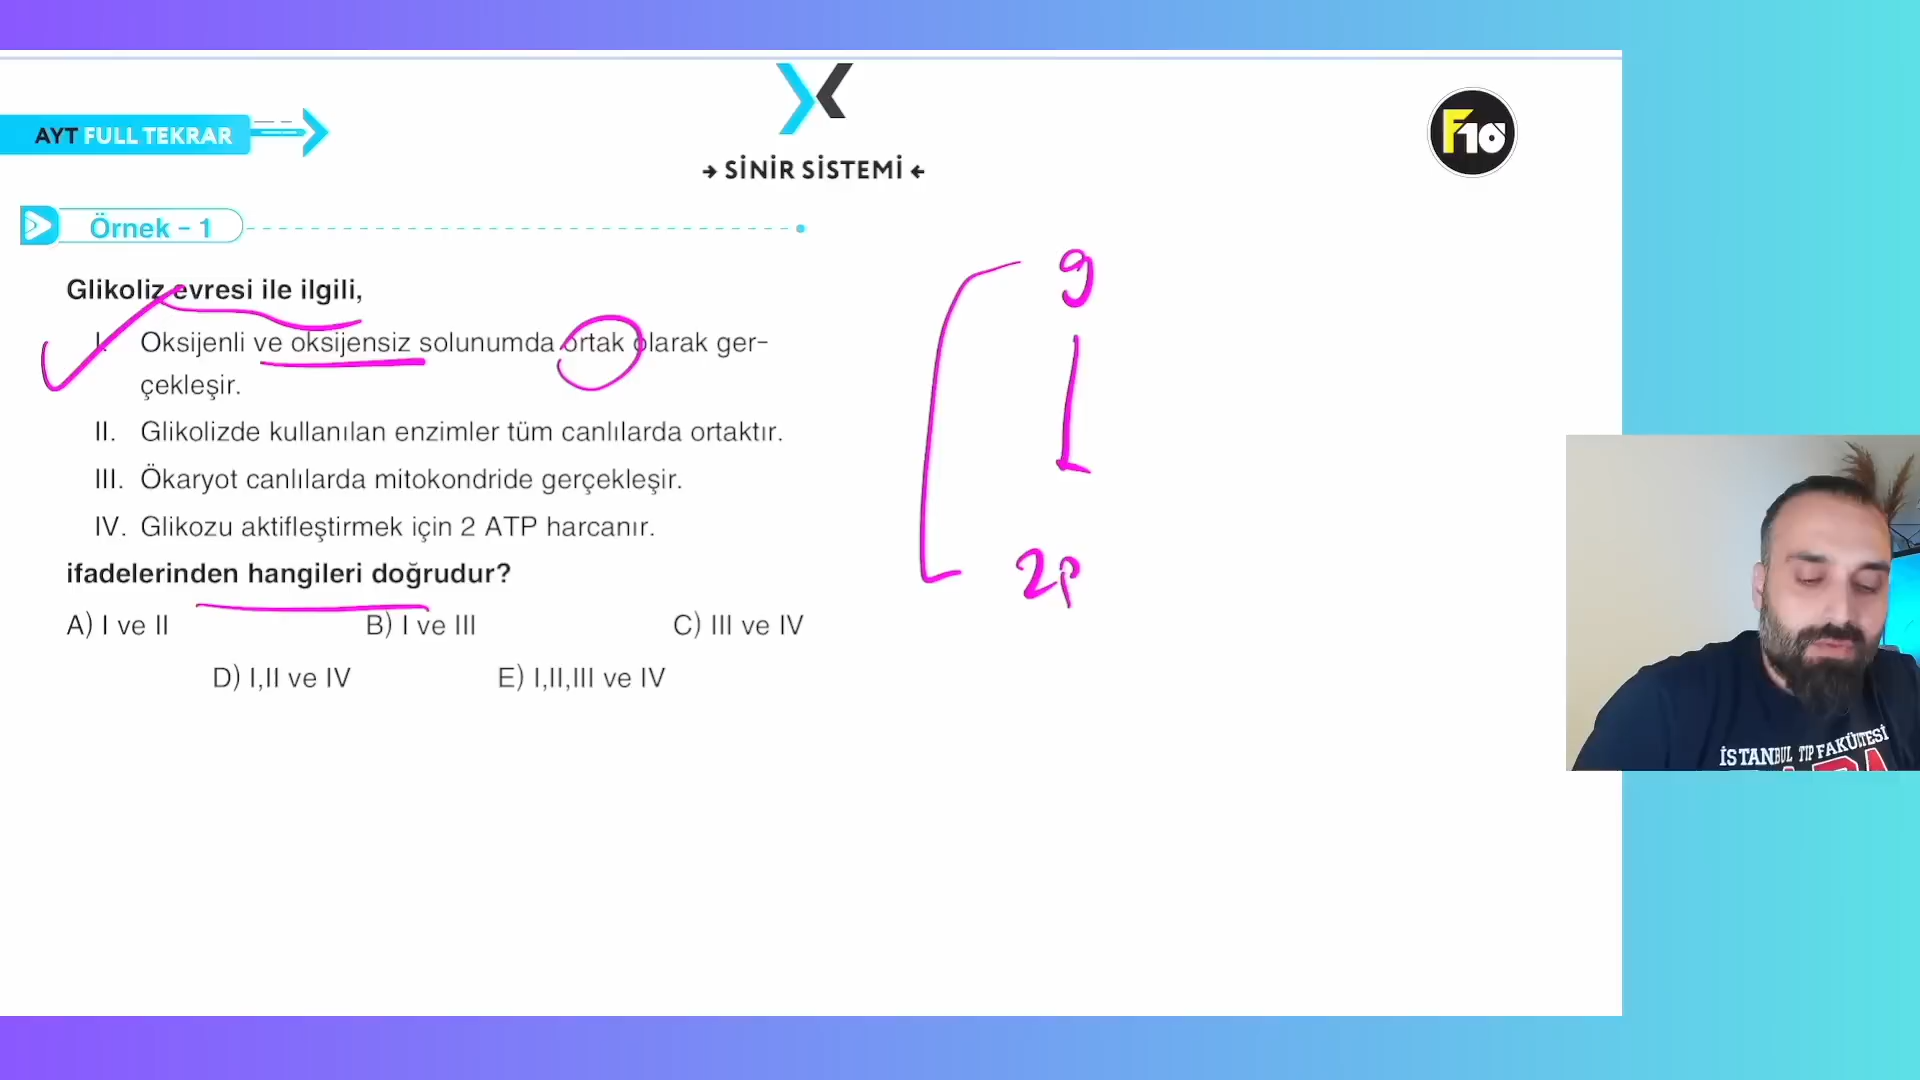 AYT FULL TEKRAR
SİNİR SİSTEMİ
F10
Örnek - 1
Glikoliz evresi ile ilgili,
I. Oksijenli ve oksijensiz solunumda ortak olarak ger-
çekleşir.
II. Glikolizde kullanılan enzimler tüm canlılarda ortaktır.
III. Ökaryot canlılarda mitokondride gerçekleşir.
IV. Glikozu aktifleştirmek için 2 ATP harcanır.
ifadelerinden hangileri doğrudur?
A) I ve II B) I ve III C) III ve IV
D) I,II ve IV E) I,II,III ve IV
g
2p
İSTANBUL TIP FAKÜLTESİ